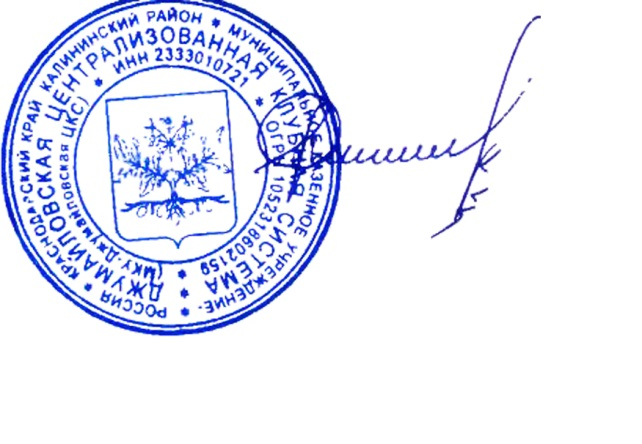 РОССИЯ * КРАСНОДАРСКИЙ КРАЙ КАЛИНИНСКИЙ РАЙОН * МУНИЦИПАЛЬНОЕ КАЗЕННОЕ УЧРЕЖДЕНИЕ-
ДЖУМАЙЛОВСКАЯ ЦЕНТРАЛИЗОВАННАЯ КЛУБНАЯ СИСТЕМА
(МКУ-Джумайловская ЦКС) * ИНН 2333010721 * ОГРН 1052318602159 *